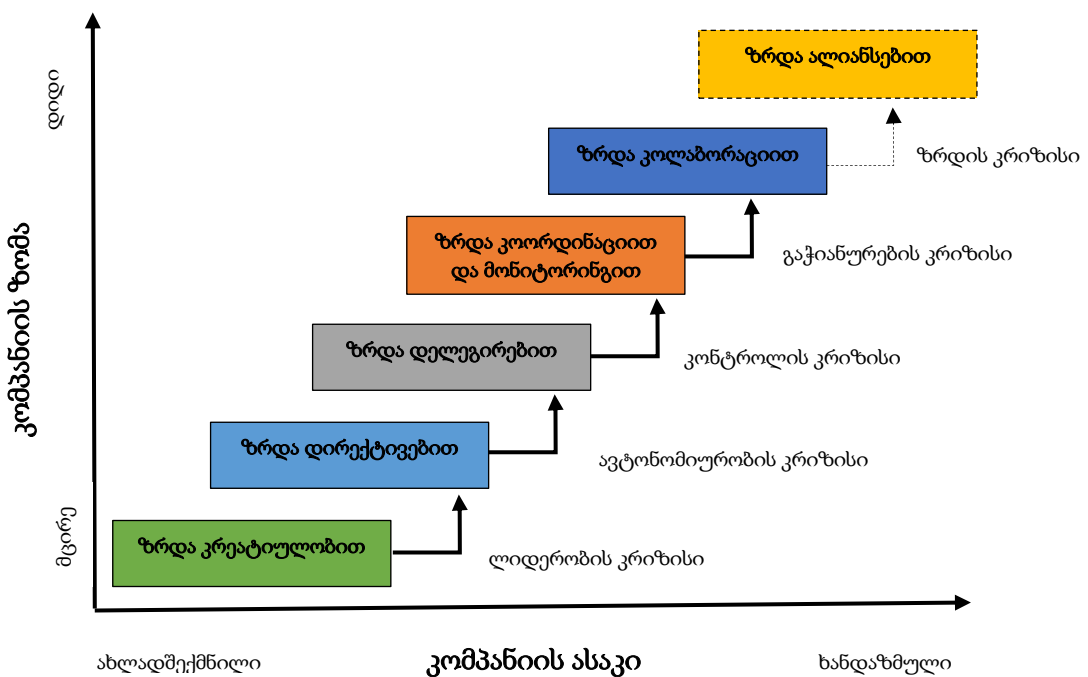 ზრდა ალიანსებით
დიდი
ზრდა კოლაბორაციით
ზრდის კრიზისი
ზრდა კოორდინაციით
და მონიტორინგით
გაჭიანურების კრიზისი
კომპანიის ზომა
ზრდა დელეგირებით
კონტროლის კრიზისი
ზრდა დირექტივებით
ავტონომიურობის კრიზისი
მცირე
ზრდა კრეატიულობით
ლიდერობის კრიზისი
ახლადშექმნილი
კომპანიის ასაკი
ხანდაზმული